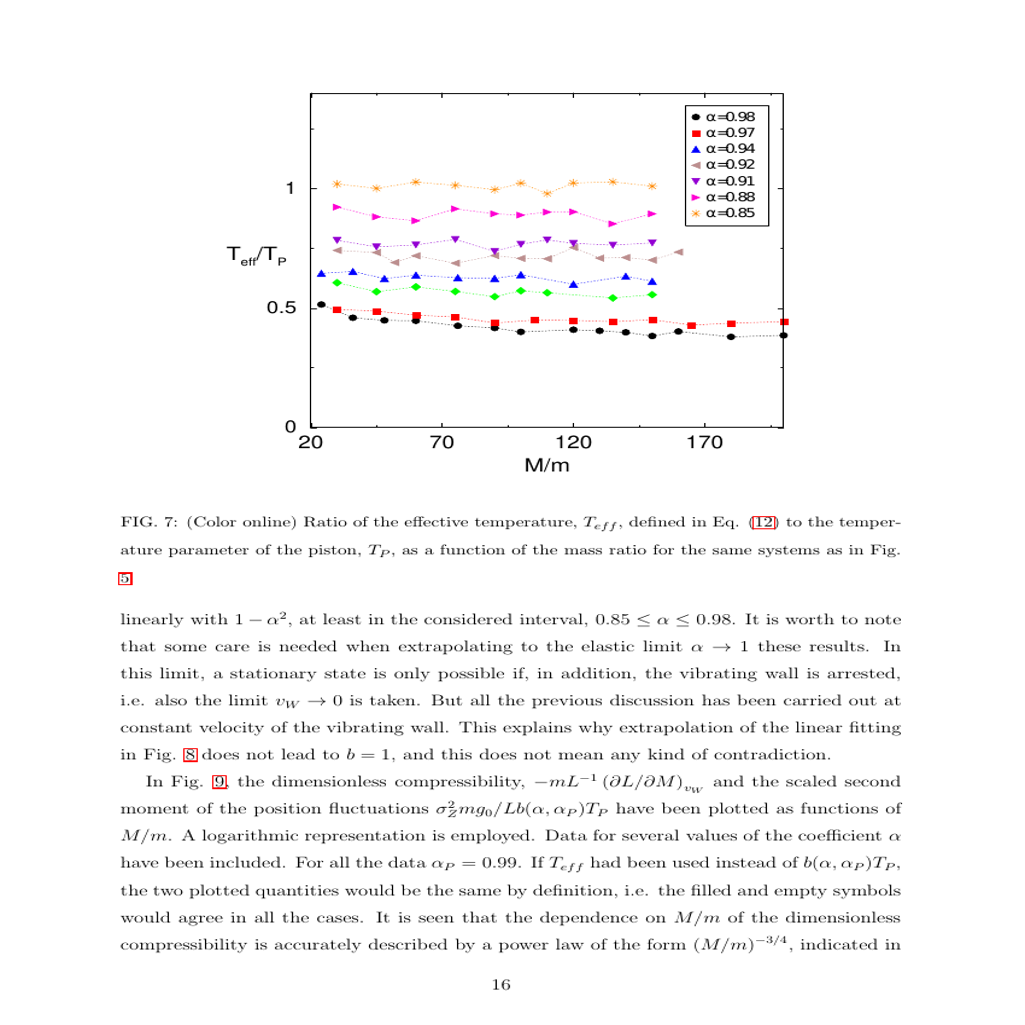 α=0.98
α=0.97
α=0.94
α=0.92
α=0.91
α=0.88
α=0.85
1
T_eff/T_P
0.5
0
20 70 120 170
M/m
FIG. 7: (Color online) Ratio of the effective temperature, T_eff, defined in Eq. (12) to the temper-
ature parameter of the piston, T_P, as a function of the mass ratio for the same systems as in Fig.
5.
linearly with 1 − α², at least in the considered interval, 0.85 ≤ α ≤ 0.98. It is worth to note
that some care is needed when extrapolating to the elastic limit α → 1 these results. In
this limit, a stationary state is only possible if, in addition, the vibrating wall is arrested,
i.e. also the limit v_W → 0 is taken. But all the previous discussion has been carried out at
constant velocity of the vibrating wall. This explains why extrapolation of the linear fitting
in Fig. 8 does not lead to b = 1, and this does not mean any kind of contradiction.
In Fig. 9, the dimensionless compressibility, −mL⁻¹ (∂L/∂M)_{v_W} and the scaled second
moment of the position fluctuations σ_Z² mg₀/Lb(α, α_P)T_P have been plotted as functions of
M/m. A logarithmic representation is employed. Data for several values of the coefficient α
have been included. For all the data α_P = 0.99. If T_eff had been used instead of b(α, α_P)T_P,
the two plotted quantities would be the same by definition, i.e. the filled and empty symbols
would agree in all the cases. It is seen that the dependence on M/m of the dimensionless
compressibility is accurately described by a power law of the form (M/m)^{−3/4}, indicated in
16